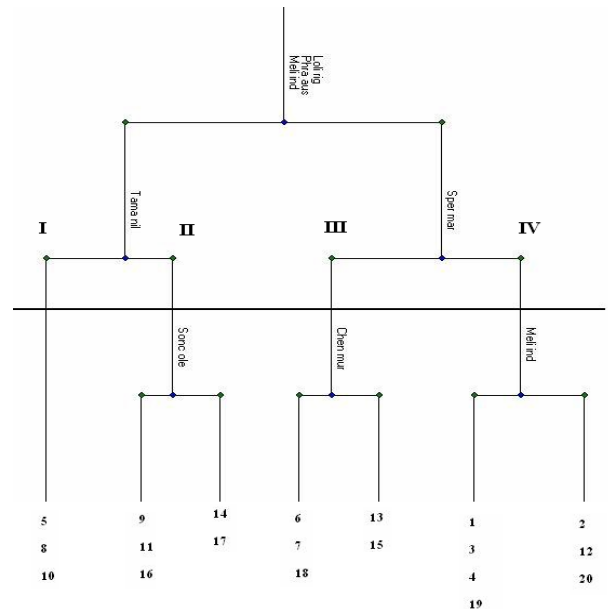 Loli rig
Phra aus
Meli ind
Tama nil
Sper mar
I
II
III
IV
Sonc ole
Chen mur
Meli ind
5
8
10
9
11
16
14
17
6
7
18
13
15
1
3
4
19
2
12
20